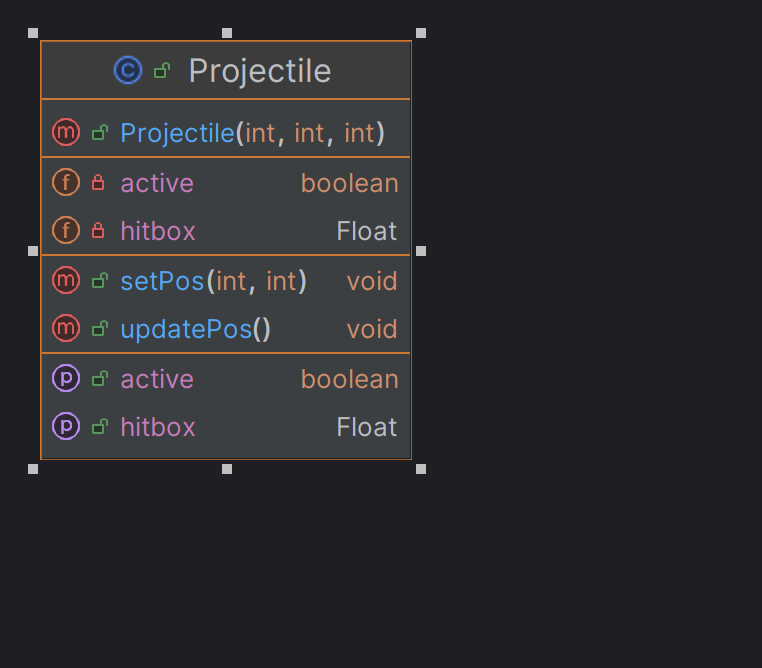 C Projectile
m Projectile(int, int, int)
f active boolean
f hitbox Float
m setPos(int, int) void
m updatePos() void
p active boolean
p hitbox Float